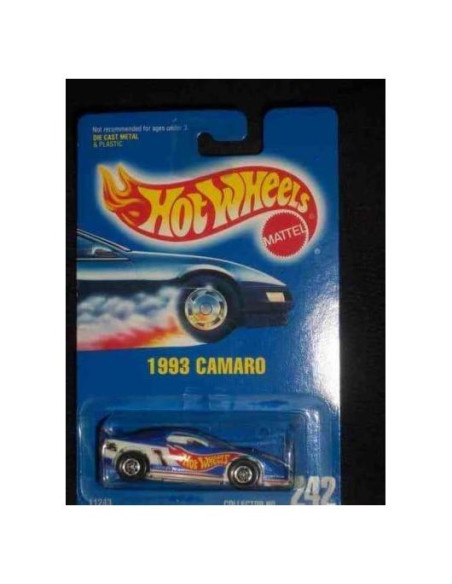 Not recommended for ages under 3
DIE CAST METAL
& PLASTIC
HOT WHEELS
MATTEL
®
1993 CAMARO
HOT WHEELS
11243
COLLECTOR NO.
242